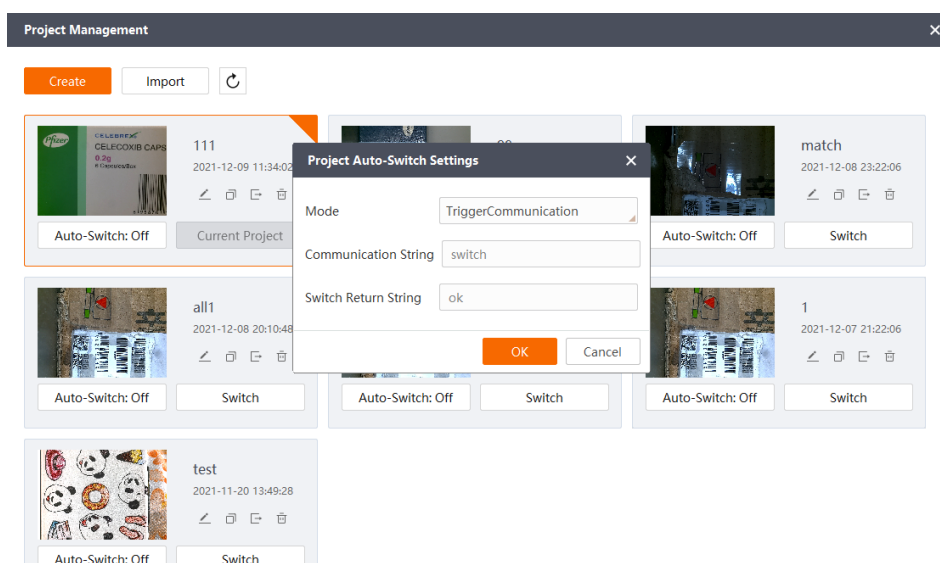 Project Management
Create
Import
Pfizer
CELEBREX
CELECOXIB CAPS
0.2g
6 Capsules/Box
111
2021-12-09 11:34:02
Auto-Switch: Off
Current Project
match
2021-12-08 23:22:06
Auto-Switch: Off
Switch
Project Auto-Switch Settings
Mode
TriggerCommunication
Communication String
switch
Switch Return String
ok
OK
Cancel
all1
2021-12-08 20:10:48
Auto-Switch: Off
Switch
Auto-Switch: Off
Switch
1
2021-12-07 21:22:06
Auto-Switch: Off
Switch
test
2021-11-20 13:49:28
Auto-Switch: Off
Switch